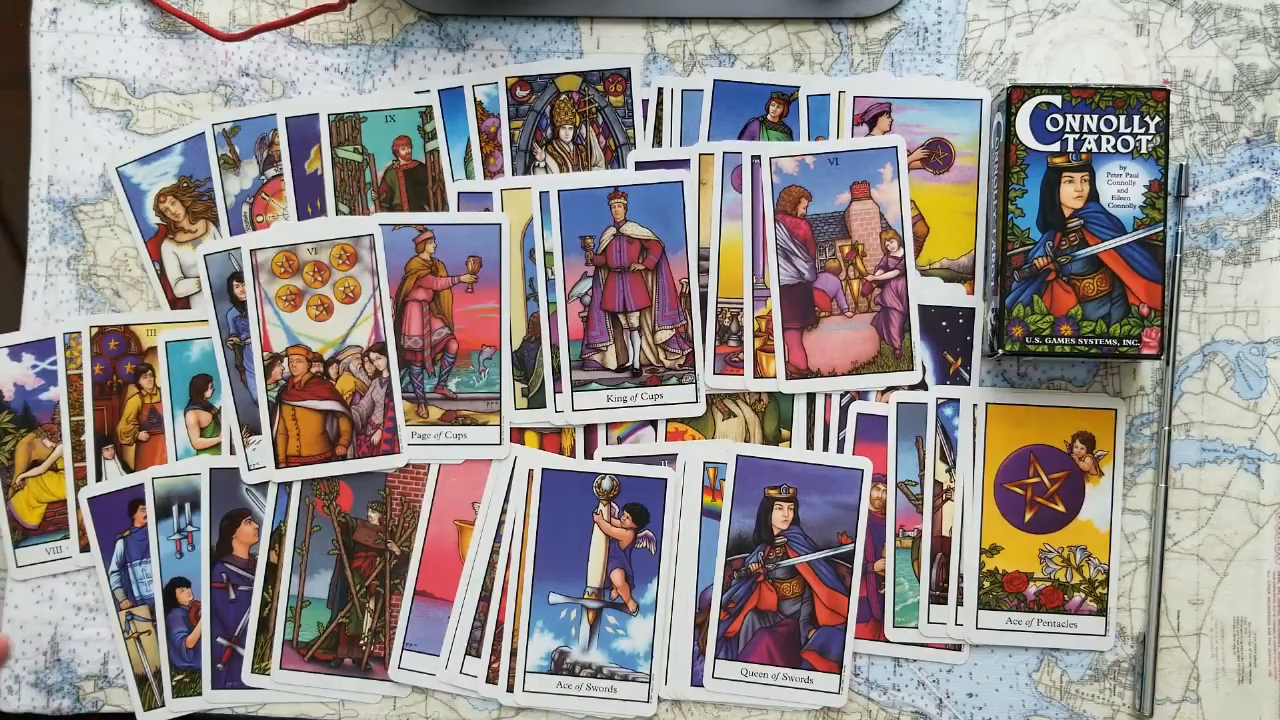 IX
CONNOLLY
TAROT
by
Peter Paul
Connolly
and
Eileen
Connolly
U.S. GAMES SYSTEMS, INC.
VI
VI
III
King of Cups
Page of Cups
II
VIII
Ace of Pentacles
Queen of Swords
Ace of Swords